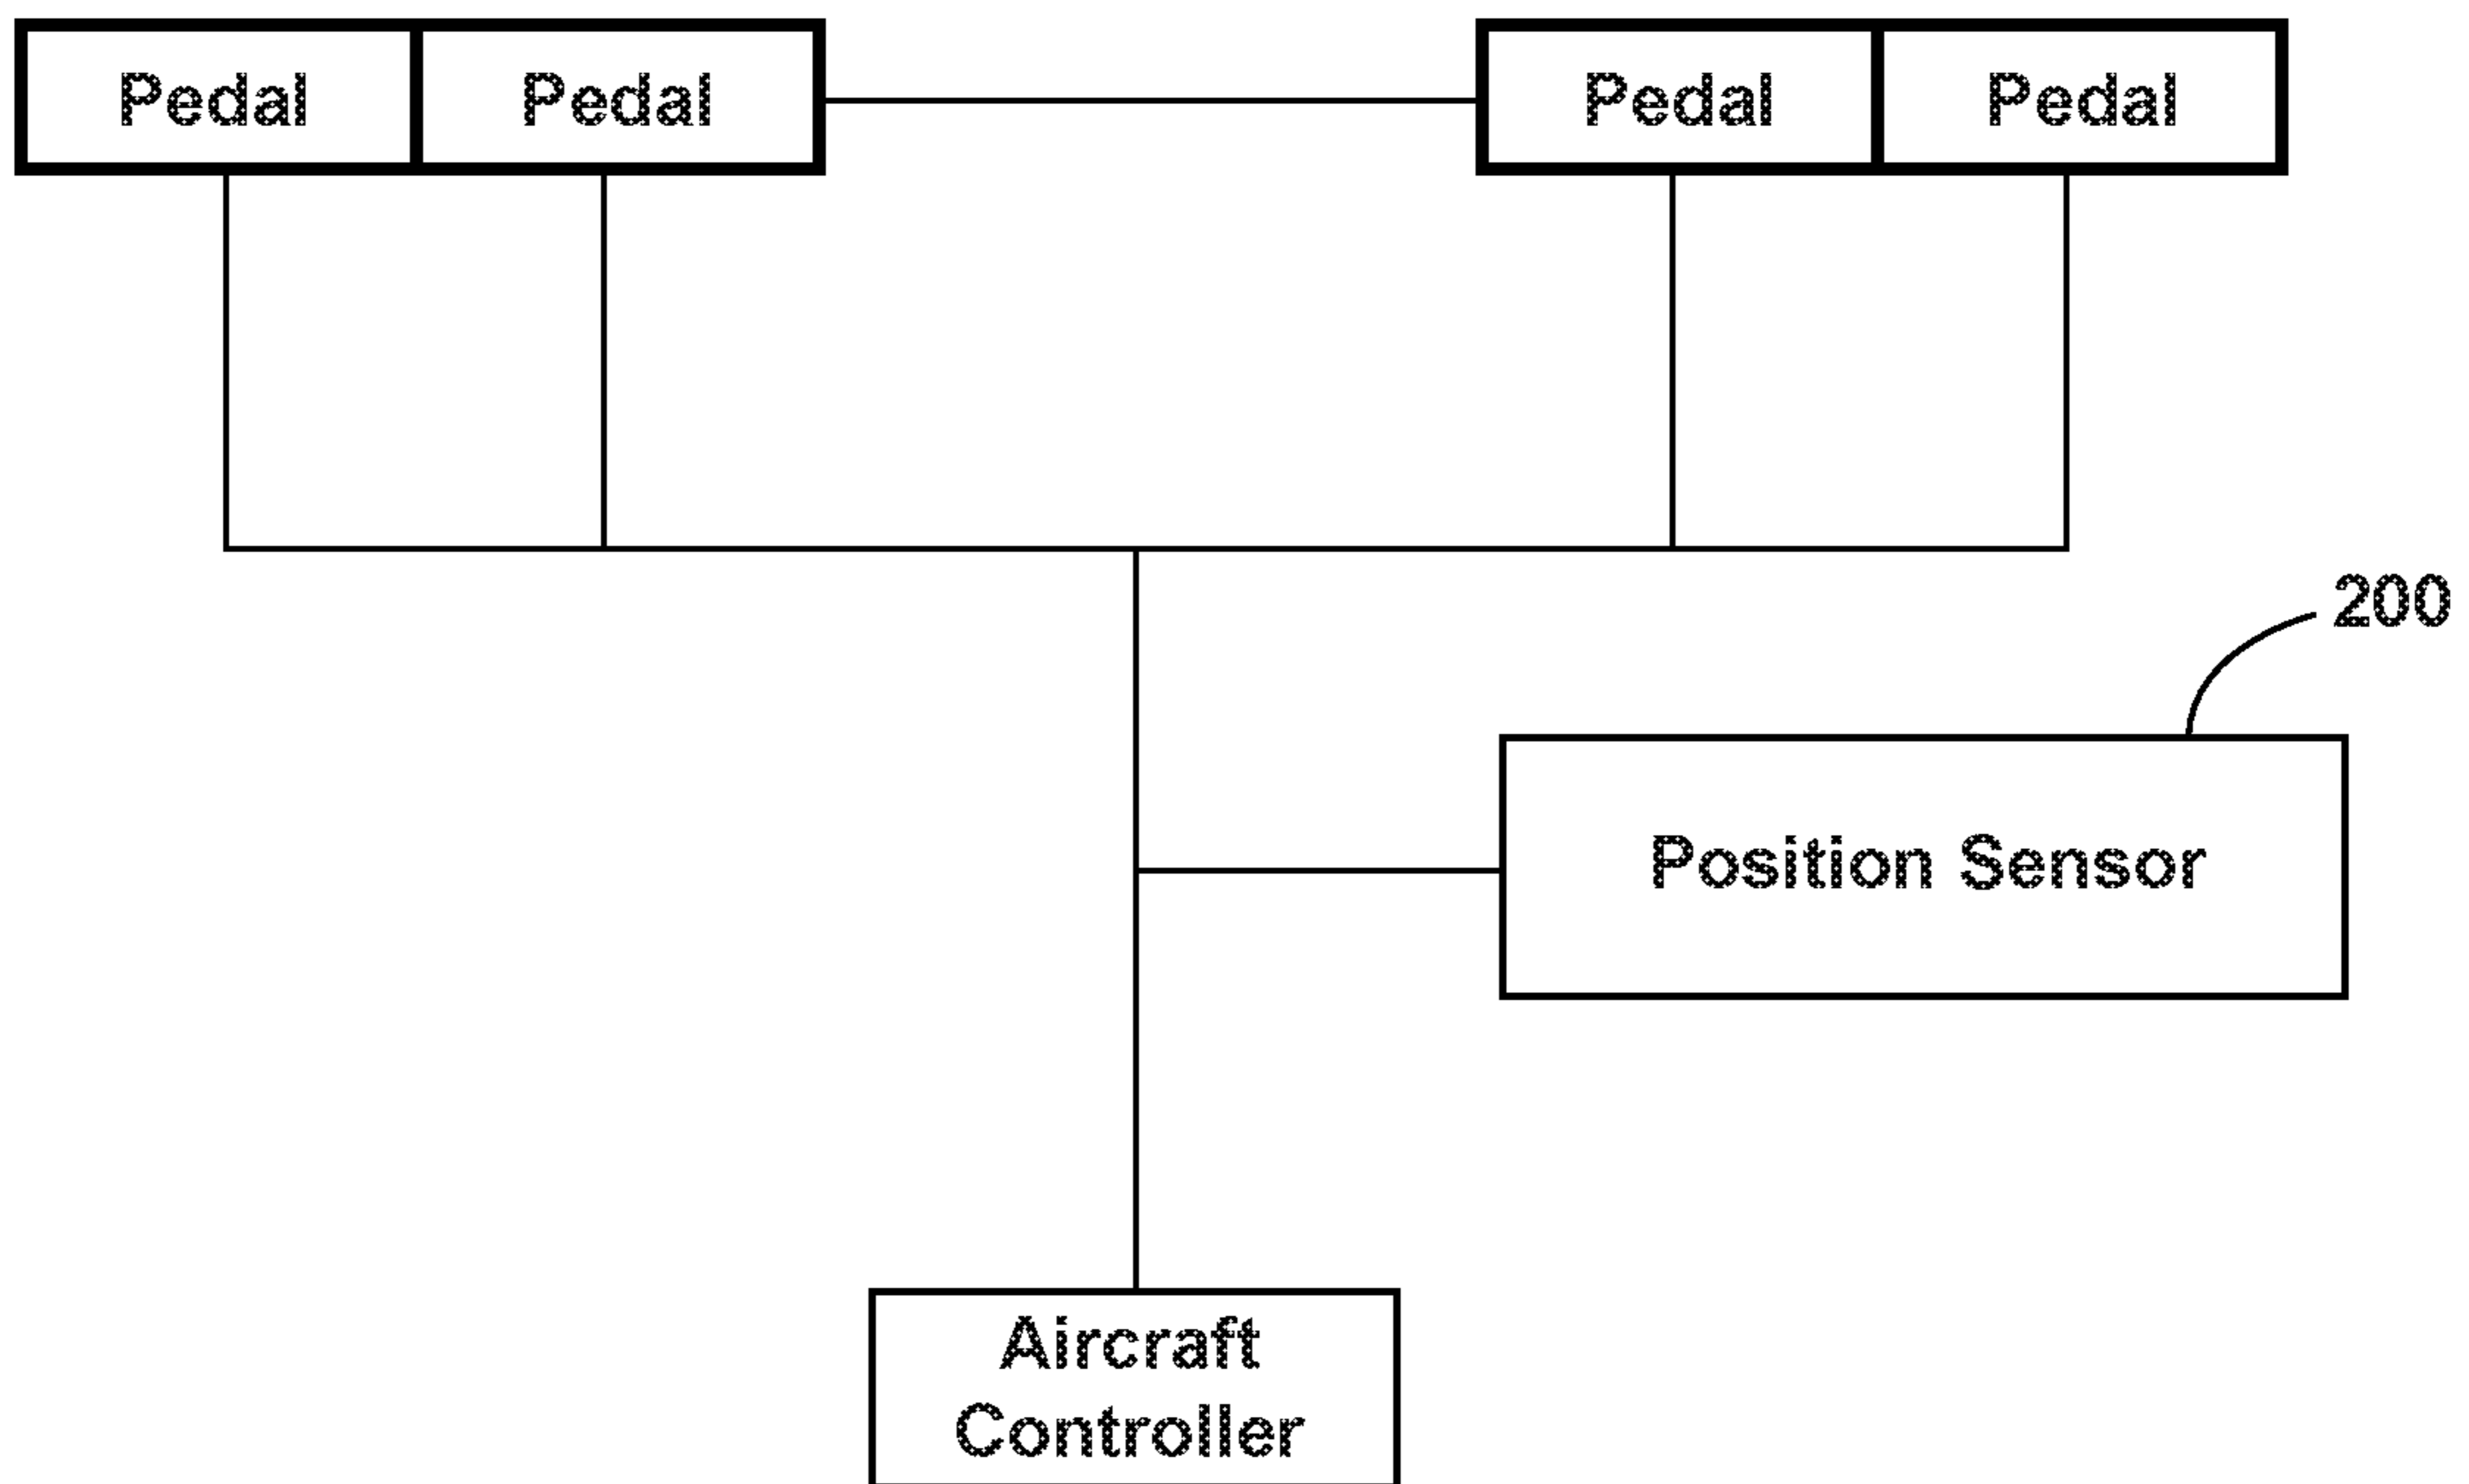 Pedal Pedal Pedal Pedal
200
Position Sensor
Aircraft
Controller